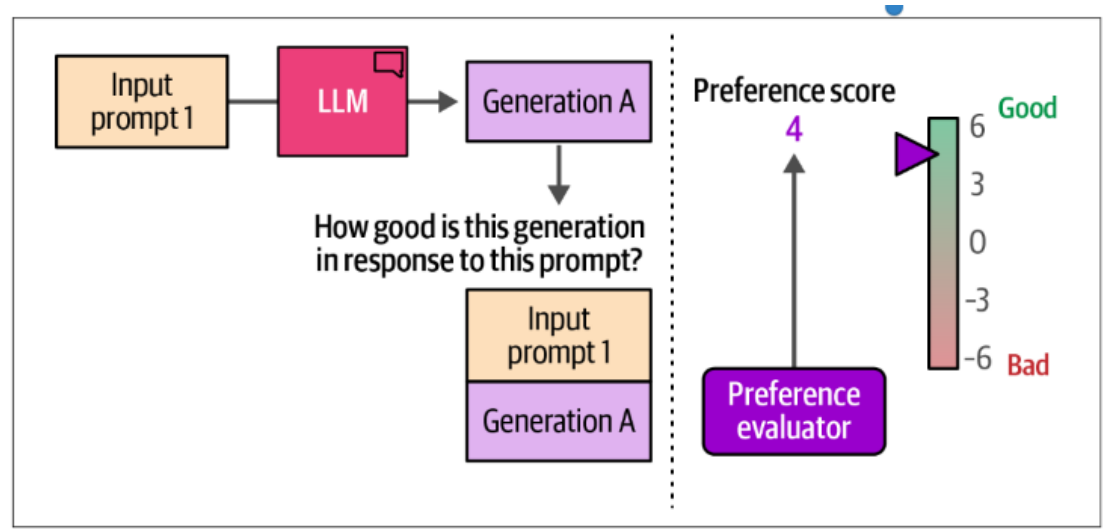 Input
prompt 1
LLM
Generation A
How good is this generation
in response to this prompt?
Input
prompt 1
Generation A
Preference score
4
Preference
evaluator
Good
6
3
0
-3
-6
Bad